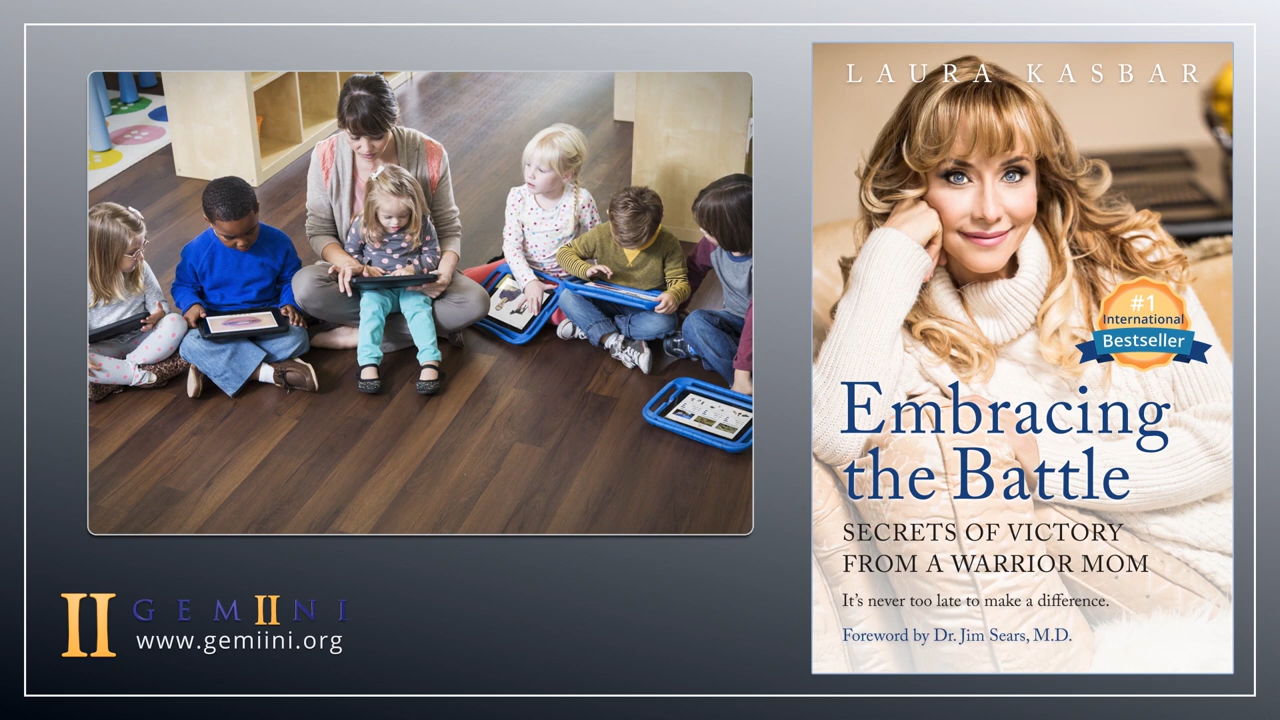 LAURA KASBAR
#1
International
Bestseller
Embracing
the Battle
SECRETS OF VICTORY
FROM A WARRIOR MOM
It's never too late to make a difference.
Foreword by Dr. Jim Sears, M.D.
II GEMIINI
www.gemiini.org